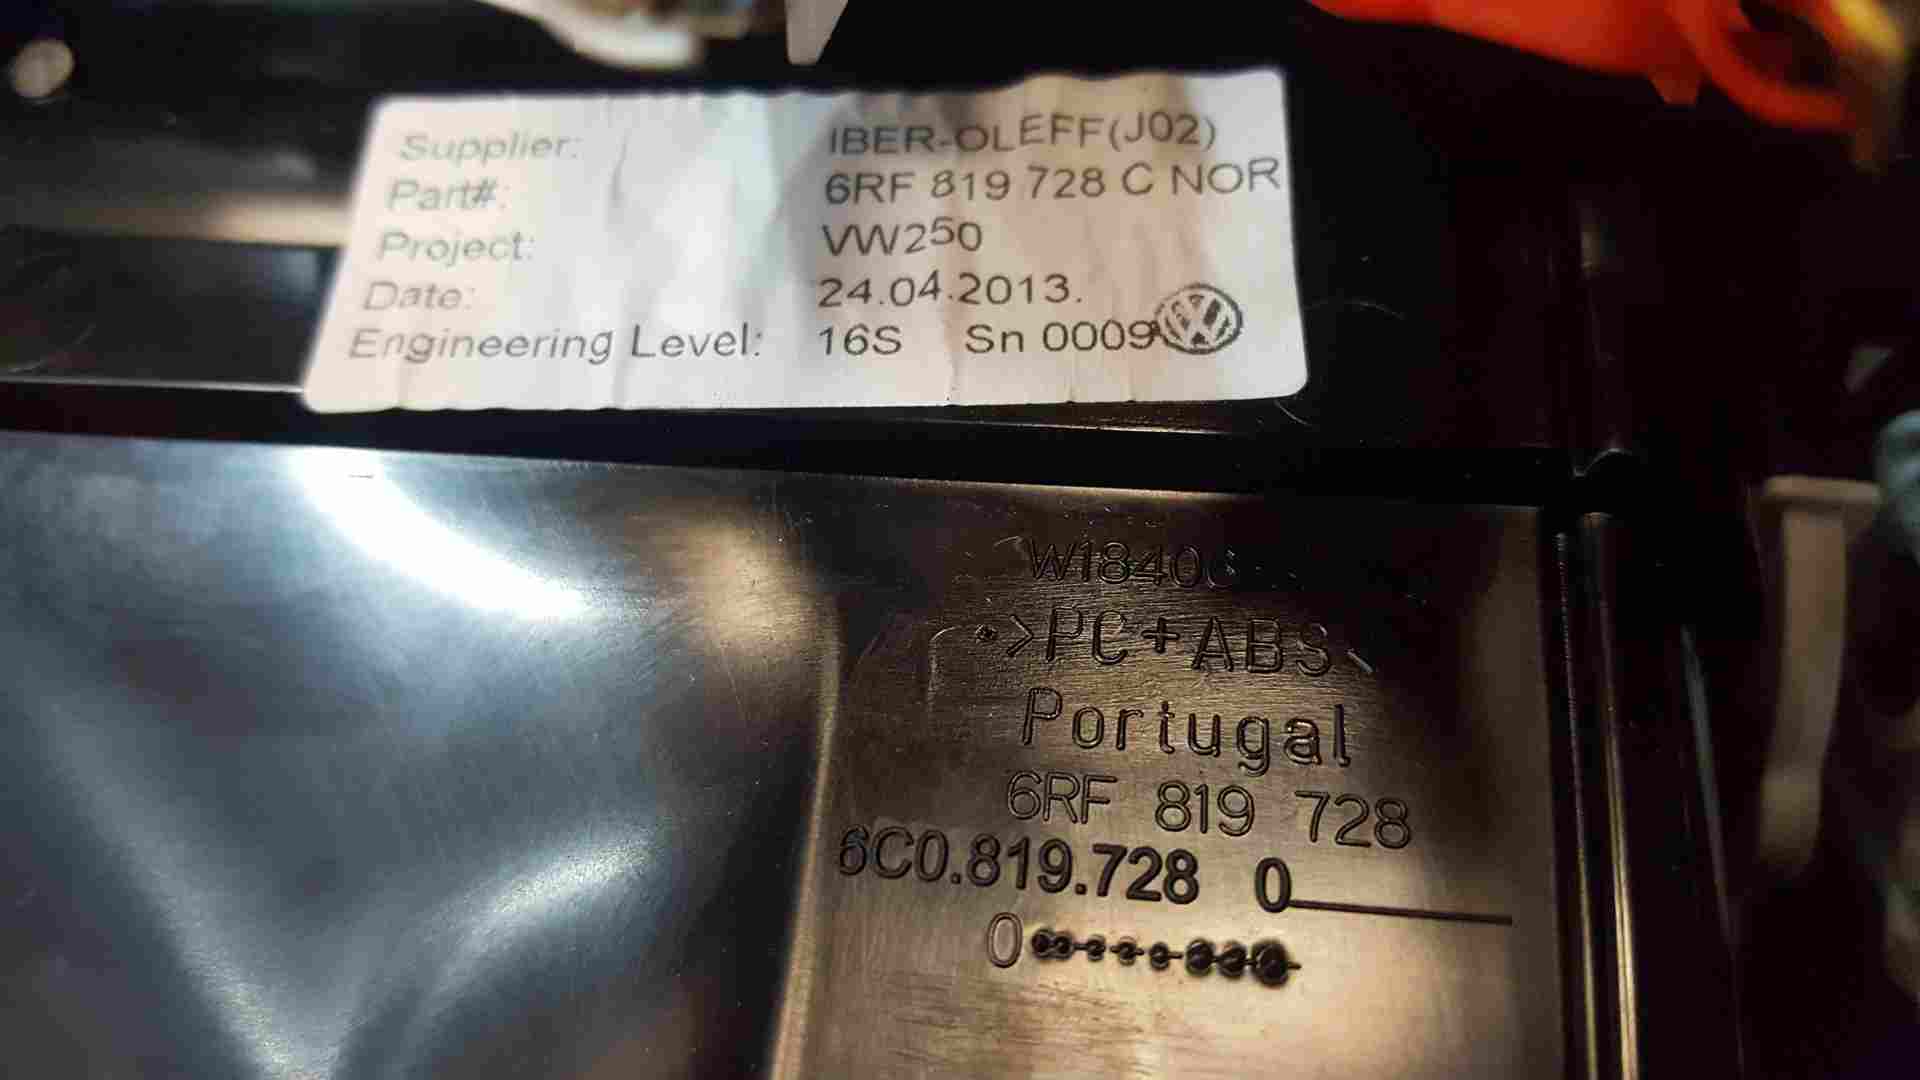 Supplier: IBER-OLEFF(J02)
Part#: 6RF 819 728 C NOR
Project: VW250
Date: 24.04.2013.
Engineering Level: 16S Sn 0009
>PC+ABS<
Portugal
6RF 819 728
6C0.819.728 0
0